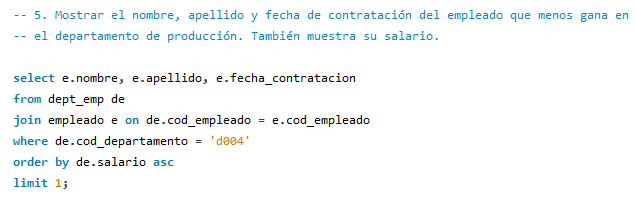 -- 5. Mostrar el nombre, apellido y fecha de contratación del empleado que menos gana en
-- el departamento de producción. También muestra su salario.
select e.nombre, e.apellido, e.fecha_contratacion
from dept_emp de
join empleado e on de.cod_empleado = e.cod_empleado
where de.cod_departamento = 'd004'
order by de.salario asc
limit 1;